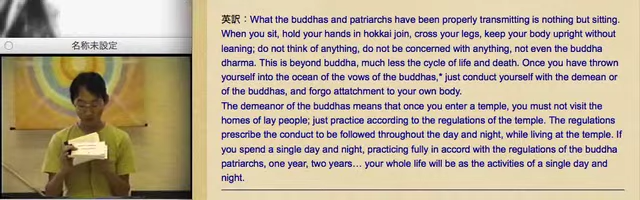 名称未設定
英訳：What the buddhas and patriarchs have been properly transmitting is nothing but sitting.
When you sit, hold your hands in hokkai join, cross your legs, keep your body upright without
leaning; do not think of anything, do not be concerned with anything, not even the buddha
dharma. This is beyond buddha, much less the cycle of life and death. Once you have thrown
yourself into the ocean of the vows of the buddhas,* just conduct yourself with the demean or
of the buddhas, and forgo attatchment to your own body.
The demeanor of the buddhas means that once you enter a temple, you must not visit the
homes of lay people; just practice according to the regulations of the temple. The regulations
prescribe the conduct to be followed throughout the day and night, while living at the temple. If
you spend a single day and night, practicing fully in accord with the regulations of the buddha
patriarchs, one year, two years… your whole life will be as the activities of a single day and
night.